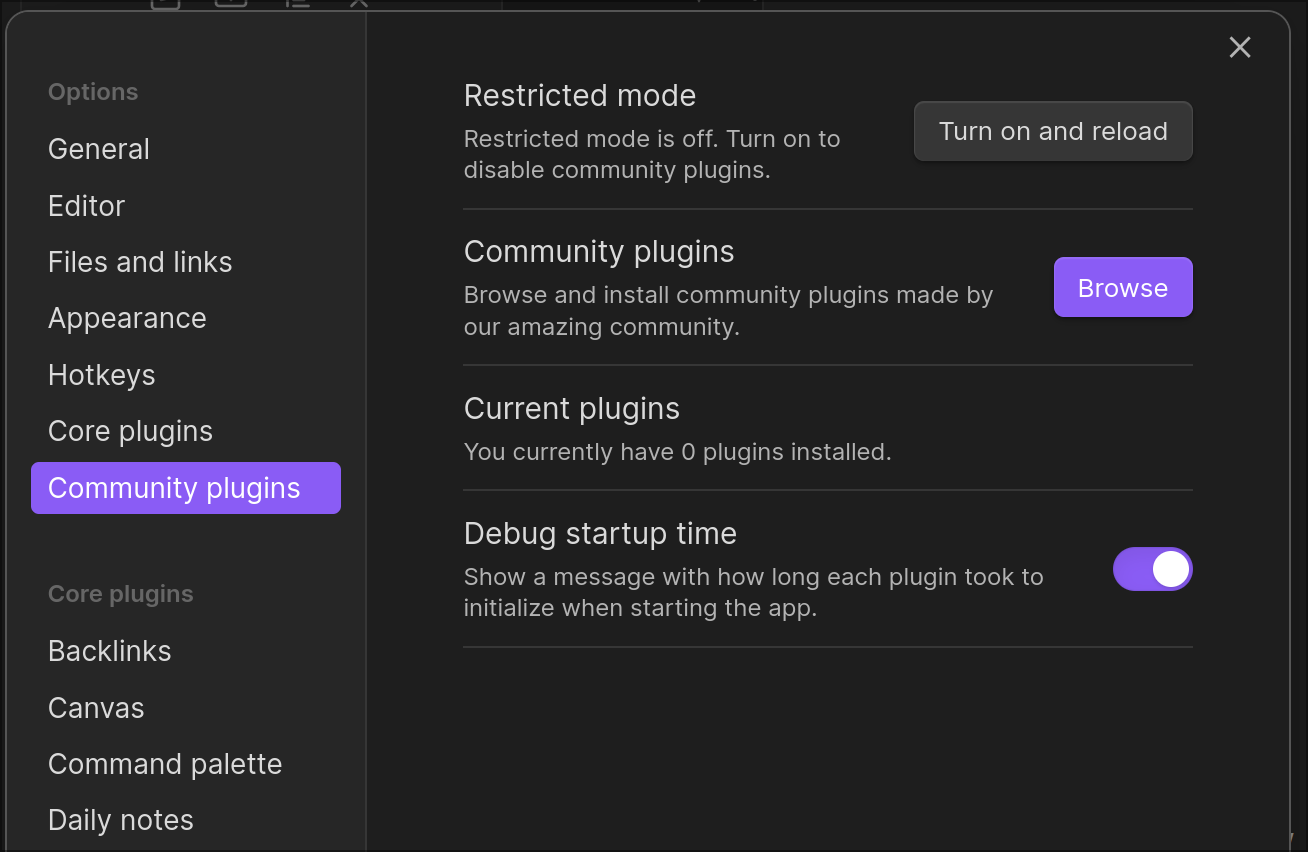 Options
General
Editor
Files and links
Appearance
Hotkeys
Core plugins
Community plugins
Core plugins
Backlinks
Canvas
Command palette
Daily notes
Restricted mode
Restricted mode is off. Turn on to
disable community plugins.
Turn on and reload
Community plugins
Browse and install community plugins made by
our amazing community.
Browse
Current plugins
You currently have 0 plugins installed.
Debug startup time
Show a message with how long each plugin took to
initialize when starting the app.